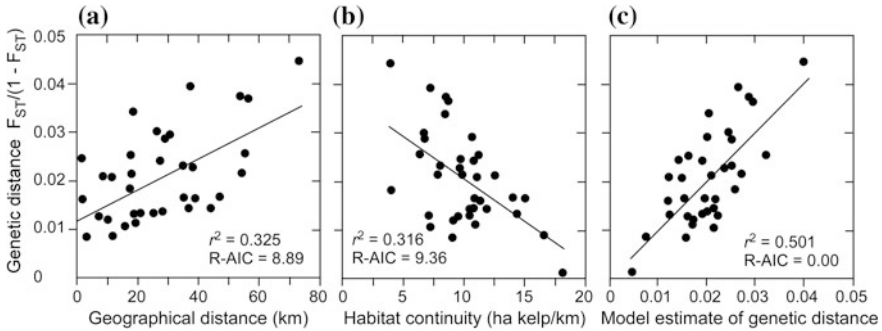 (a)
(b)
(c)
Genetic distance F_ST/(1 - F_ST)
0.05
0.04
0.03
0.02
0.01
0
r² = 0.325
R-AIC = 8.89
r² = 0.316
R-AIC = 9.36
r² = 0.501
R-AIC = 0.00
0 20 40 60 80
0 5 10 15 20
0 0.01 0.02 0.03 0.04 0.05
Geographical distance (km)
Habitat continuity (ha kelp/km)
Model estimate of genetic distance